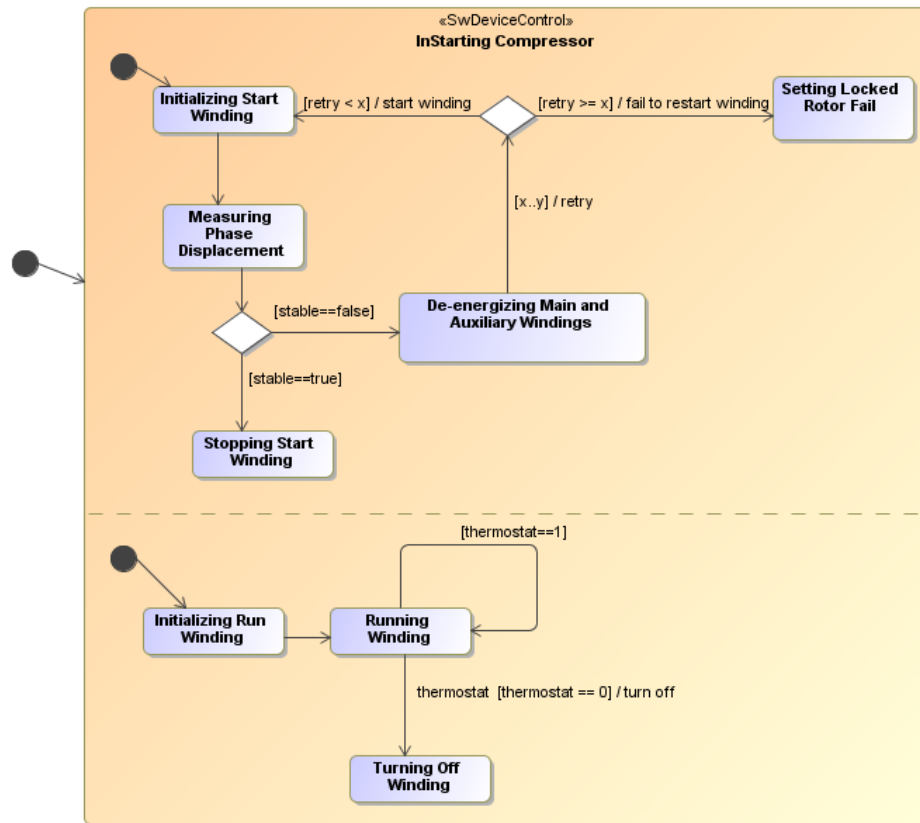 «SwDeviceControl»
InStarting Compressor
Initializing Start
Winding
[retry < x] / start winding
[retry >= x] / fail to restart winding
Setting Locked
Rotor Fail
[x..y] / retry
Measuring
Phase
Displacement
[stable==false]
De-energizing Main and
Auxiliary Windings
[stable==true]
Stopping Start
Winding
[thermostat==1]
Initializing Run
Winding
Running
Winding
thermostat [thermostat == 0] / turn off
Turning Off
Winding